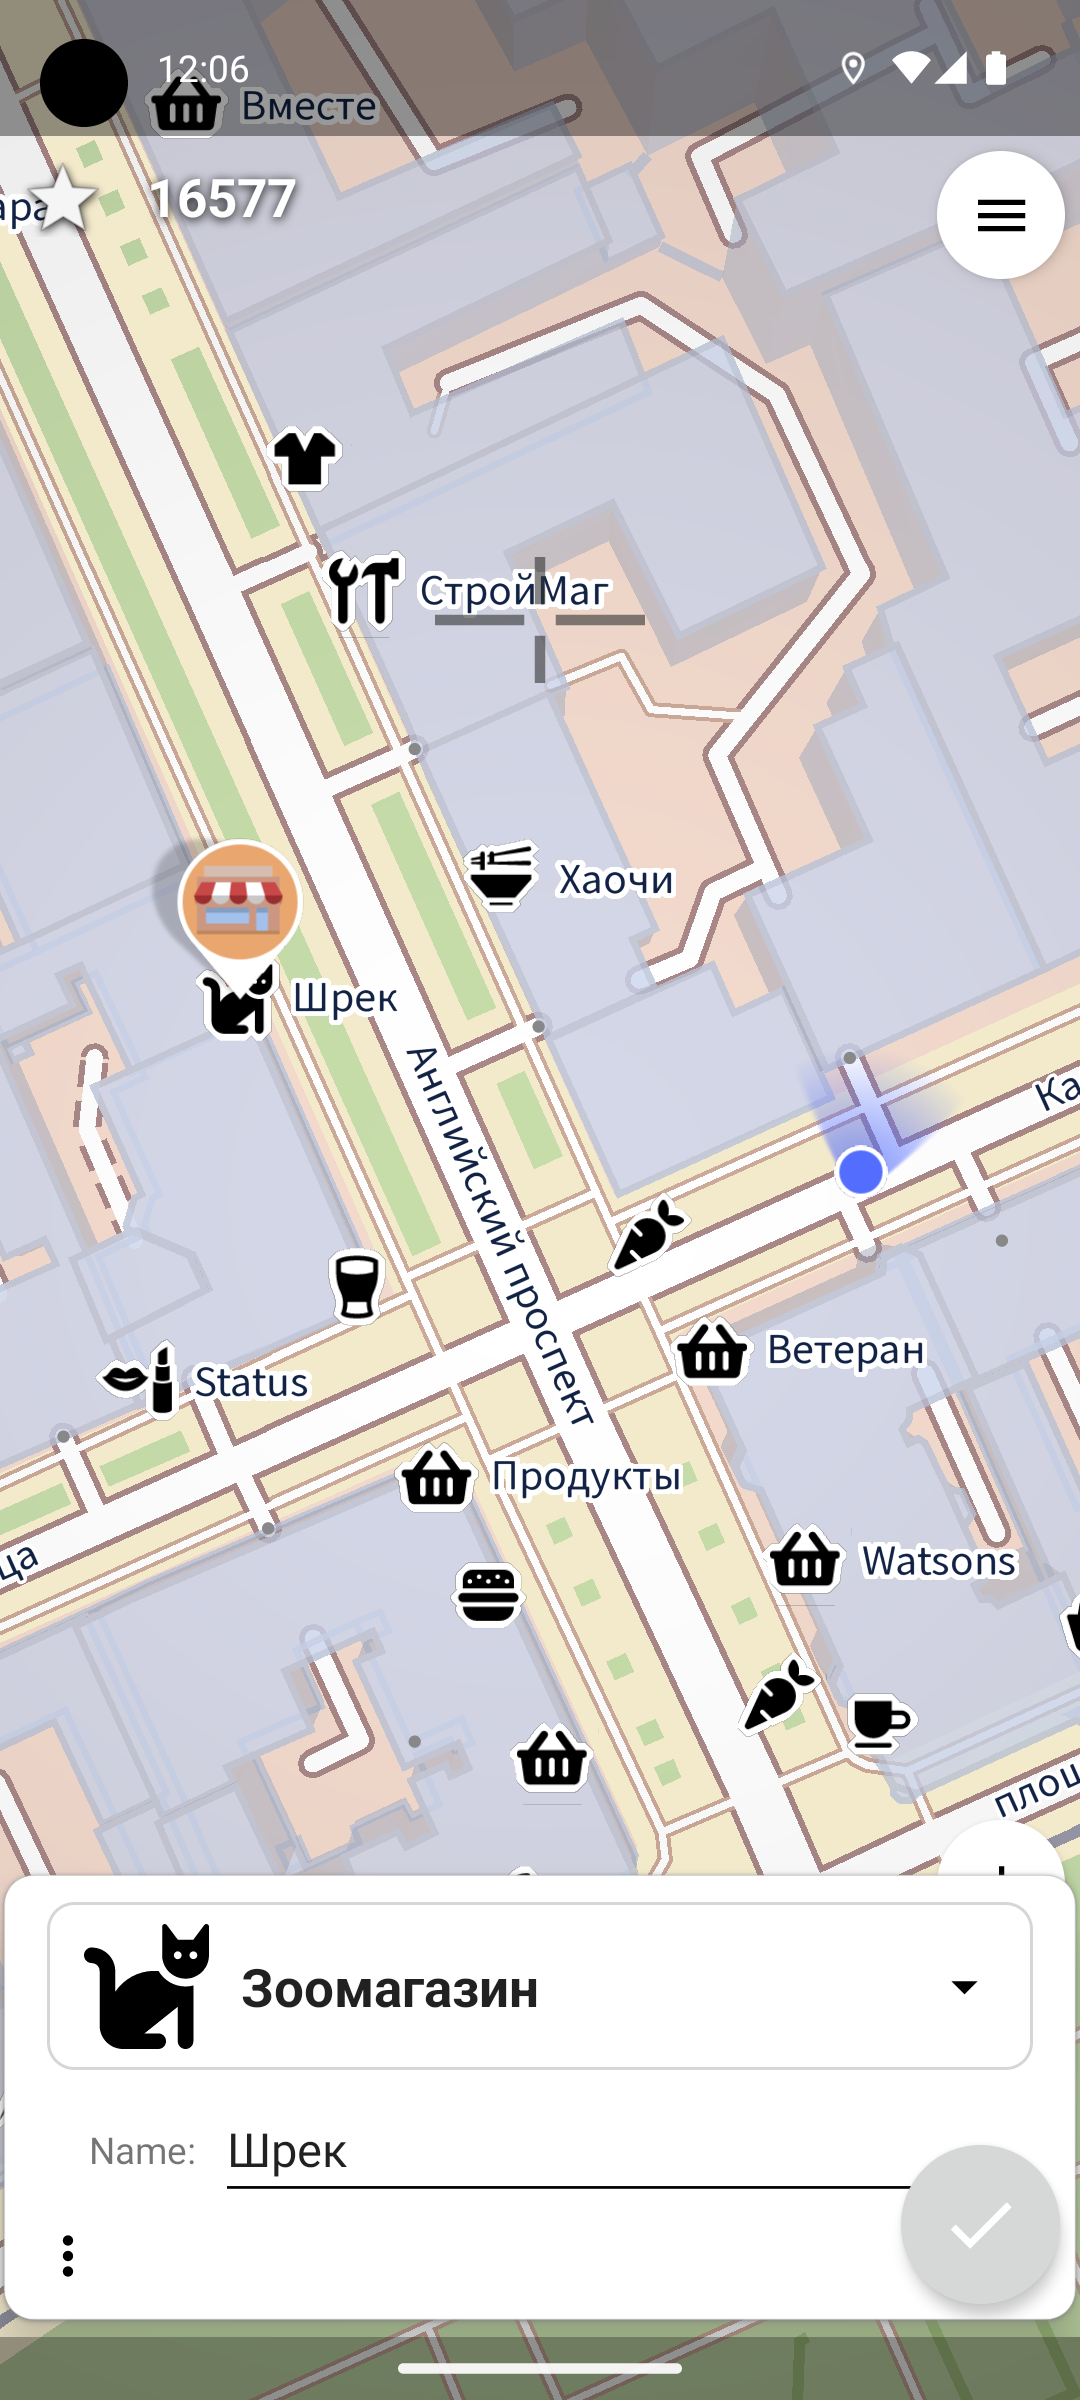 12:06
Вместе
16577
СтройМаг
Хаочи
Шрек
Английский проспект
Ветеран
Status
Продукты
Watsons
Зоомагазин
Name: Шрек